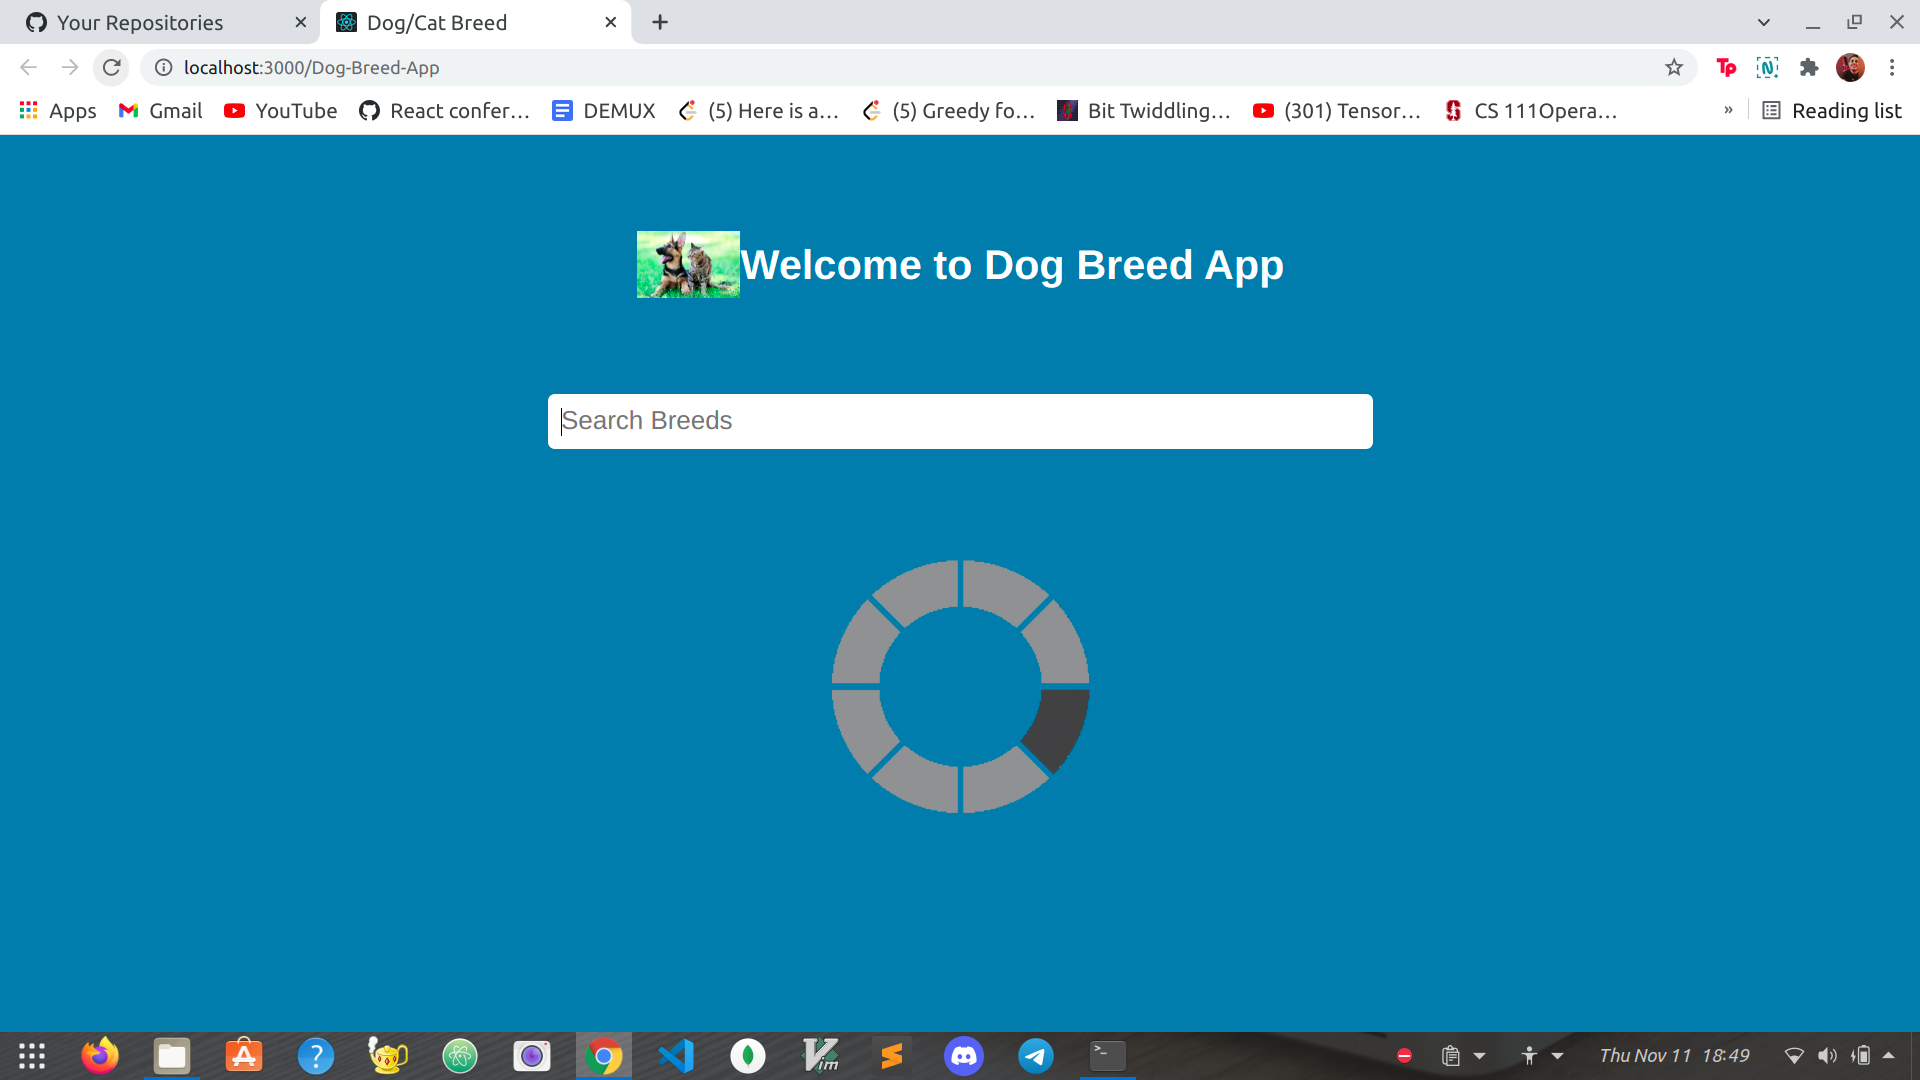 Your Repositories
Dog/Cat Breed
localhost:3000/Dog-Breed-App
Apps Gmail YouTube React confer... DEMUX (5) Here is a... (5) Greedy fo... Bit Twiddling... (301) Tensor... CS 111Opera... » Reading list
Welcome to Dog Breed App
Search Breeds
Thu Nov 11 18:49